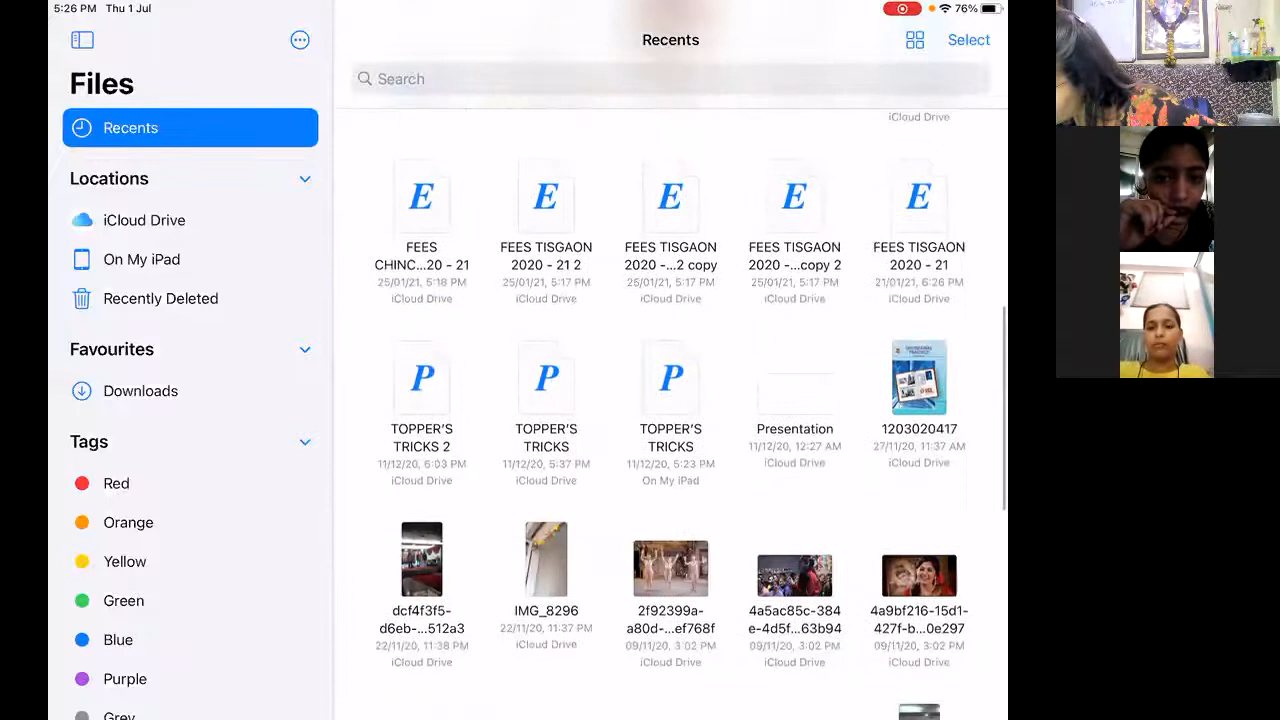 5:26 PM Thu 1 Jul
76%
Files
Recents
Locations
iCloud Drive
On My iPad
Recently Deleted
Favourites
Downloads
Tags
Red
Orange
Yellow
Green
Blue
Purple
Grey
Recents
Select
Search
iCloud Drive
E E E E E
FEES CHINC...20 - 21
25/01/21, 5:18 PM
iCloud Drive
FEES TISGAON 2020 - 21 2
25/01/21, 5:17 PM
iCloud Drive
FEES TISGAON 2020 -...2 copy
25/01/21, 5:17 PM
iCloud Drive
FEES TISGAON 2020 -...copy 2
25/01/21, 5:17 PM
iCloud Drive
FEES TISGAON 2020 - 21
21/01/21, 6:26 PM
iCloud Drive
P P P
TOPPER'S TRICKS 2
11/12/20, 6:03 PM
iCloud Drive
TOPPER'S TRICKS
11/12/20, 5:37 PM
iCloud Drive
TOPPER'S TRICKS
11/12/20, 5:23 PM
On My iPad
Presentation
11/12/20, 12:27 AM
iCloud Drive
1203020417
27/11/20, 11:37 AM
iCloud Drive
dcf4f3f5-d6eb-...512a3
22/11/20, 11:38 PM
iCloud Drive
IMG_8296
22/11/20, 11:37 PM
iCloud Drive
2f92399a-a80d-...ef768f
09/11/20, 3:02 PM
iCloud Drive
4a5ac85c-384e-4d5f...63b94
09/11/20, 3:02 PM
iCloud Drive
4a9bf216-15d1-427f-b...0e297
09/11/20, 3:02 PM
iCloud Drive